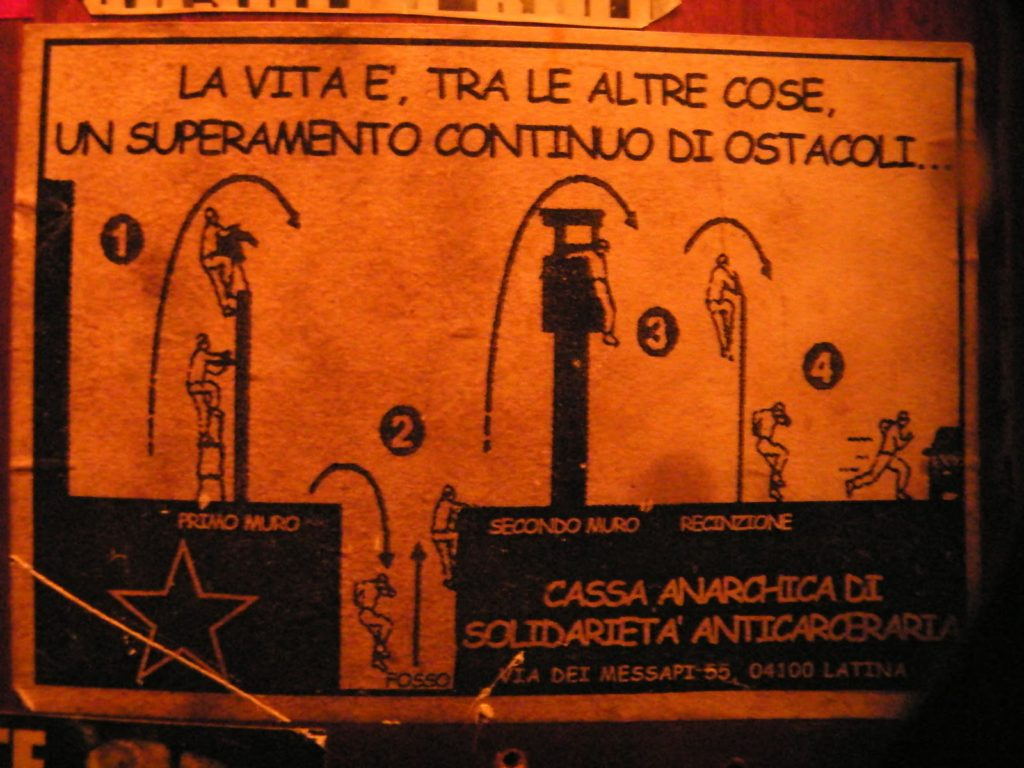 LA VITA E', TRA LE ALTRE COSE,
UN SUPERAMENTO CONTINUO DI OSTACOLI...
1
2
3
4
PRIMO MURO
SECONDO MURO
RECINZIONE
FOSSO
CASSA ANARCHICA DI
SOLIDARIETA' ANTICARCERARIA
VIA DEI MESSAPI 55, 04100 LATINA